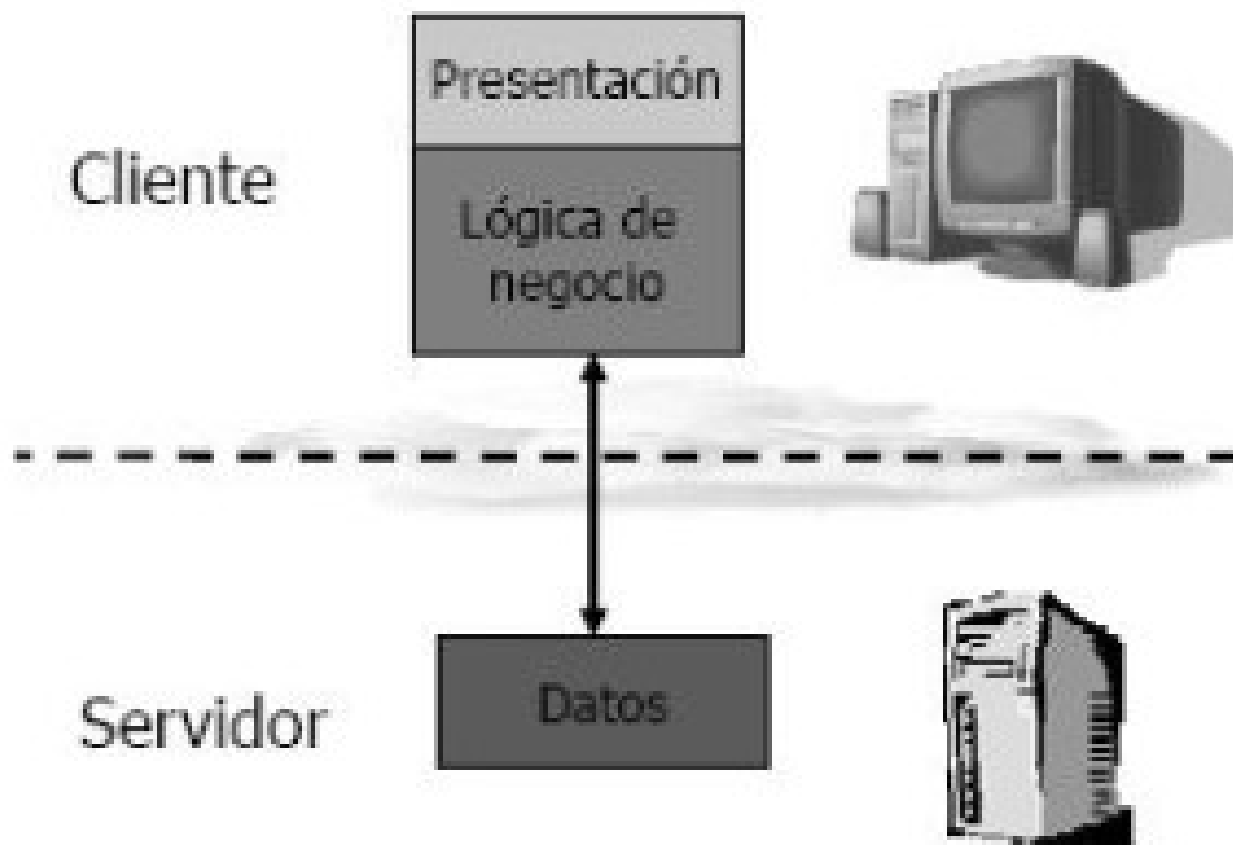 Presentación
Cliente
Lógica de
negocio
Servidor
Datos